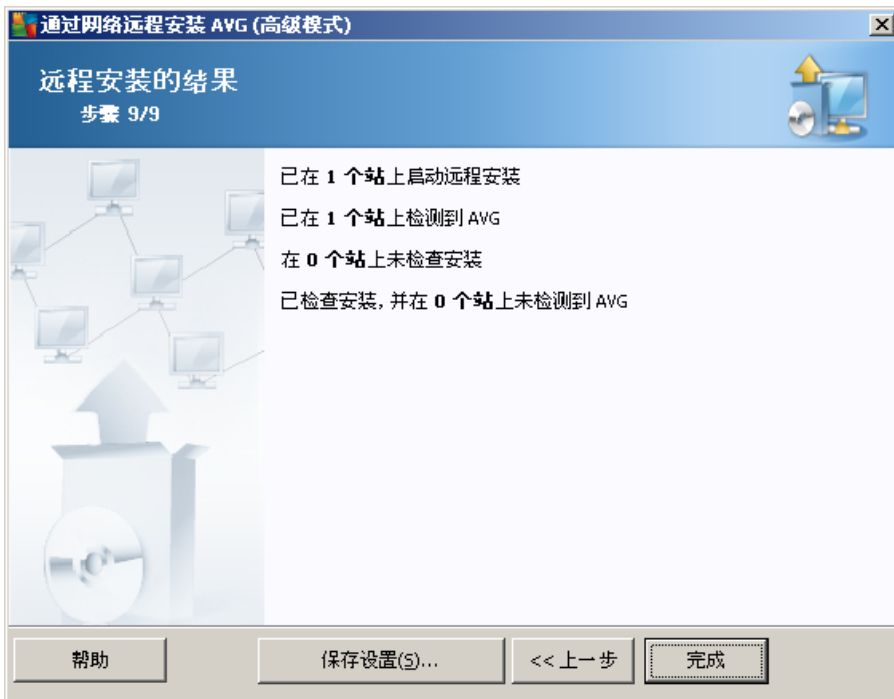 通过网络远程安装 AVG (高级模式)
远程安装的结果
步骤 9/9
已在 1 个站上启动远程安装
已在 1 个站上检测到 AVG
在 0 个站上未检查安装
已检查安装, 并在 0 个站上未检测到 AVG
帮助
保存设置(S)...
<< 上一步
完成